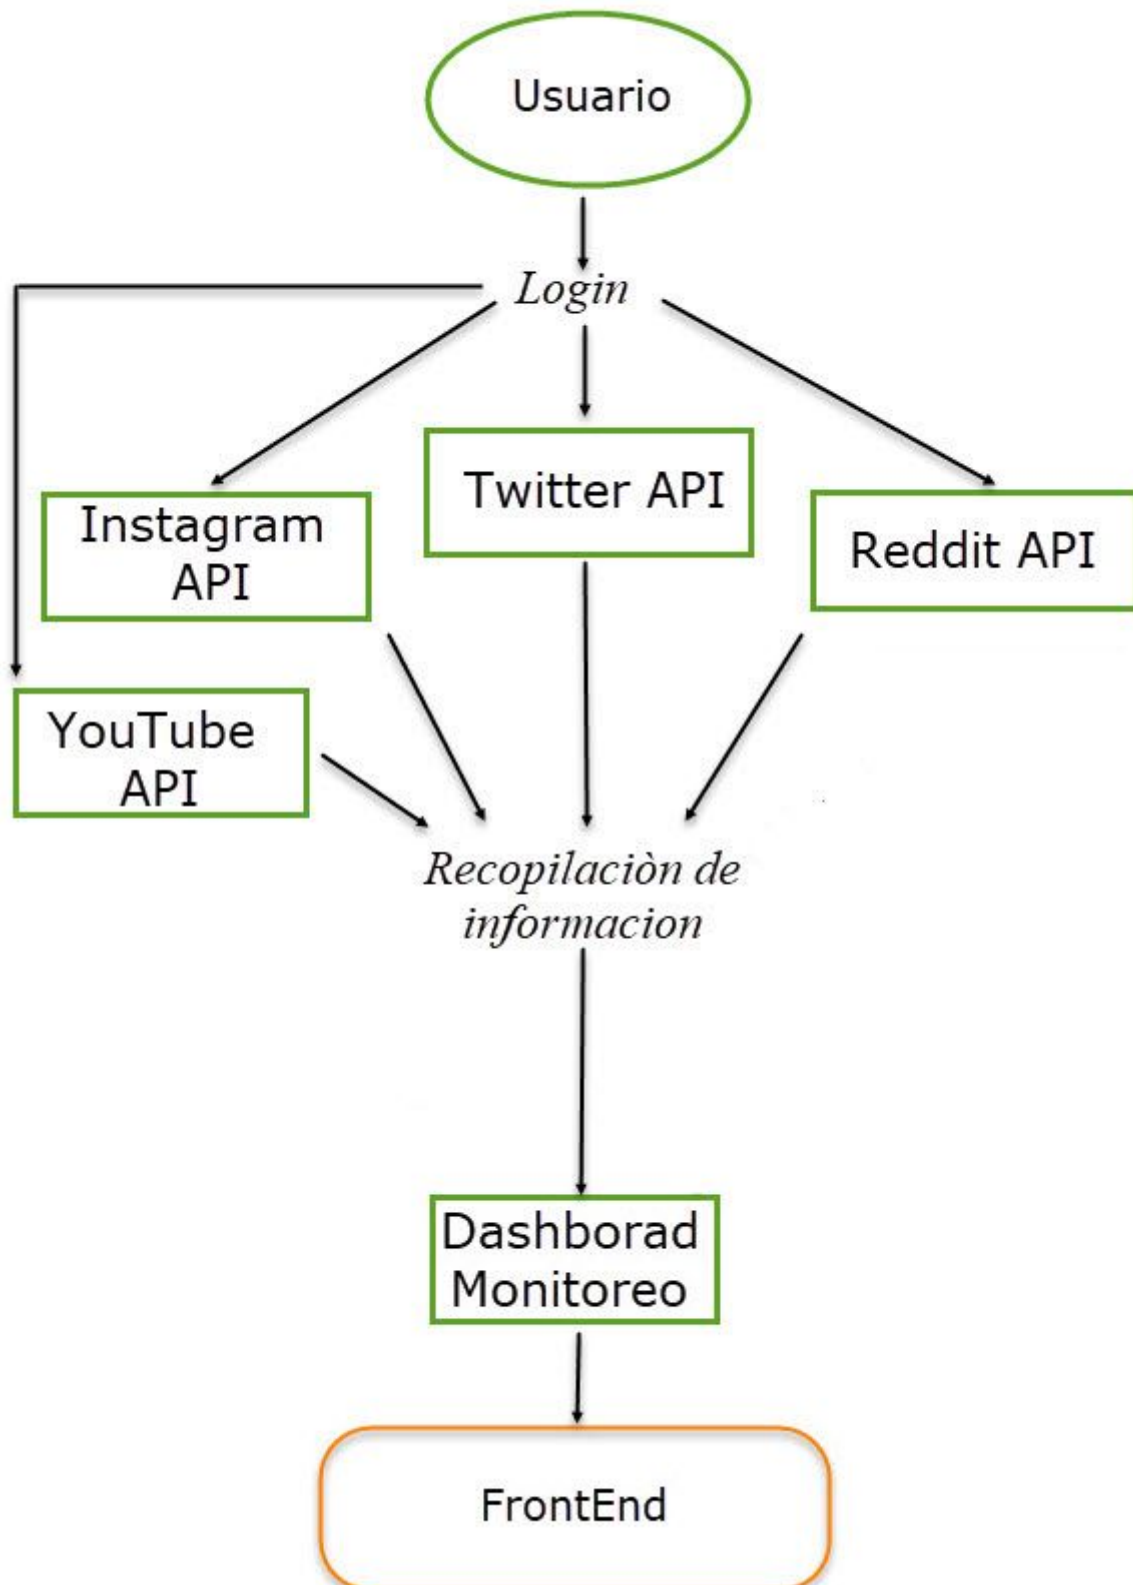 Usuario
Login
Twitter API
Instagram
API
Reddit API
YouTube
API
Recopilaciòn de
informacion
Dashborad
Monitoreo
FrontEnd